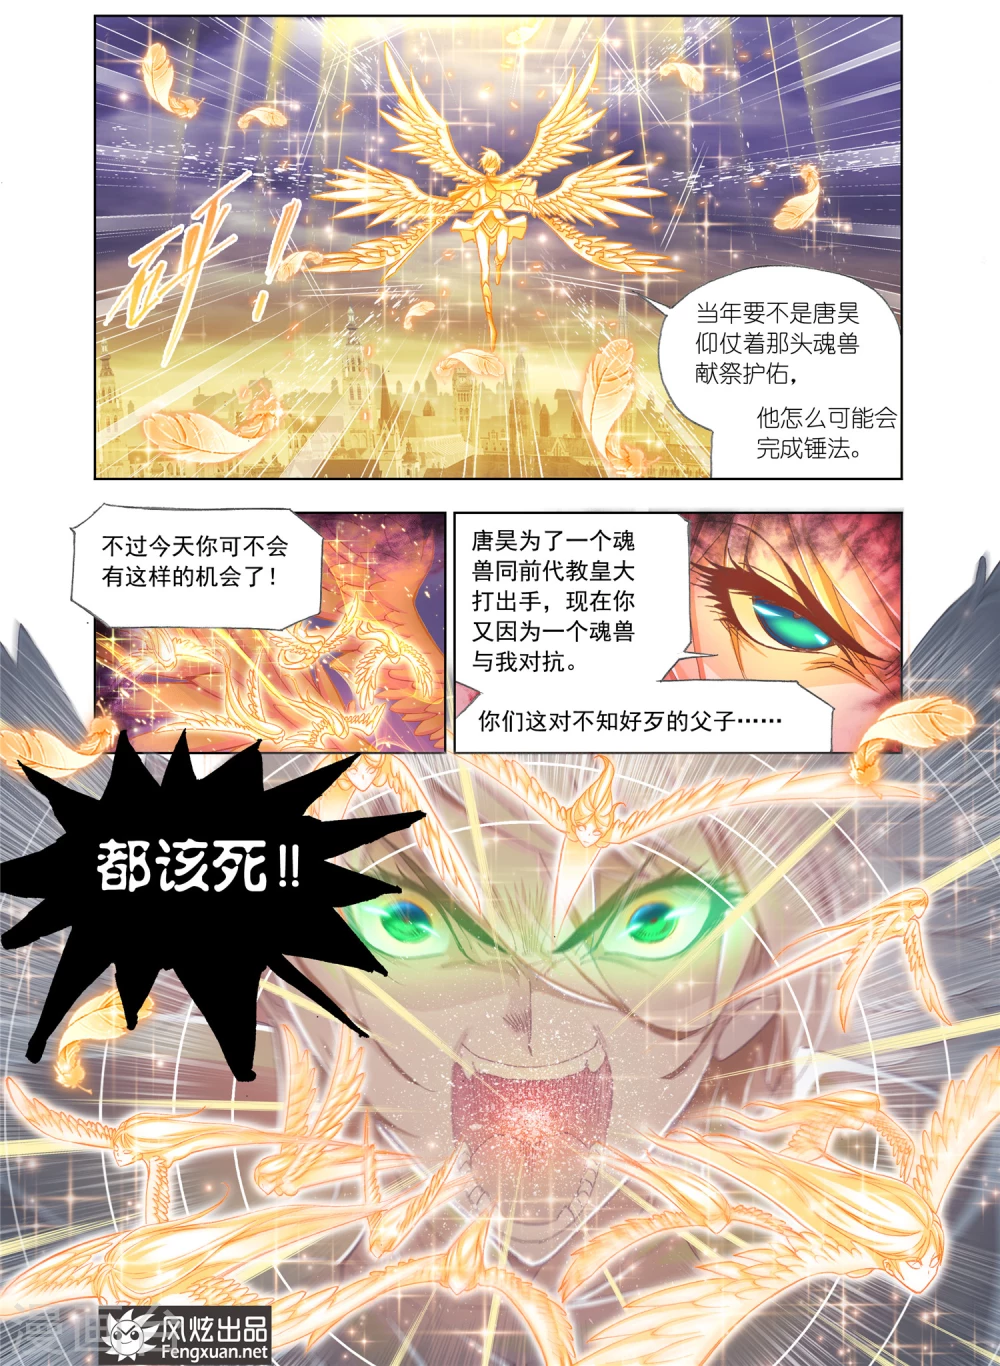 砰！
当年要不是唐昊
仰仗着那头魂兽
献祭护佑，
他怎么可能会
完成锤法。
不过今天你可不会
有这样的机会了！
唐昊为了一个魂
兽同前代教皇大
打出手，现在你
又因为一个魂兽
与我对抗。
你们这对不知好歹的父子……
都该死!!
风炫出品
Fengxuan.net